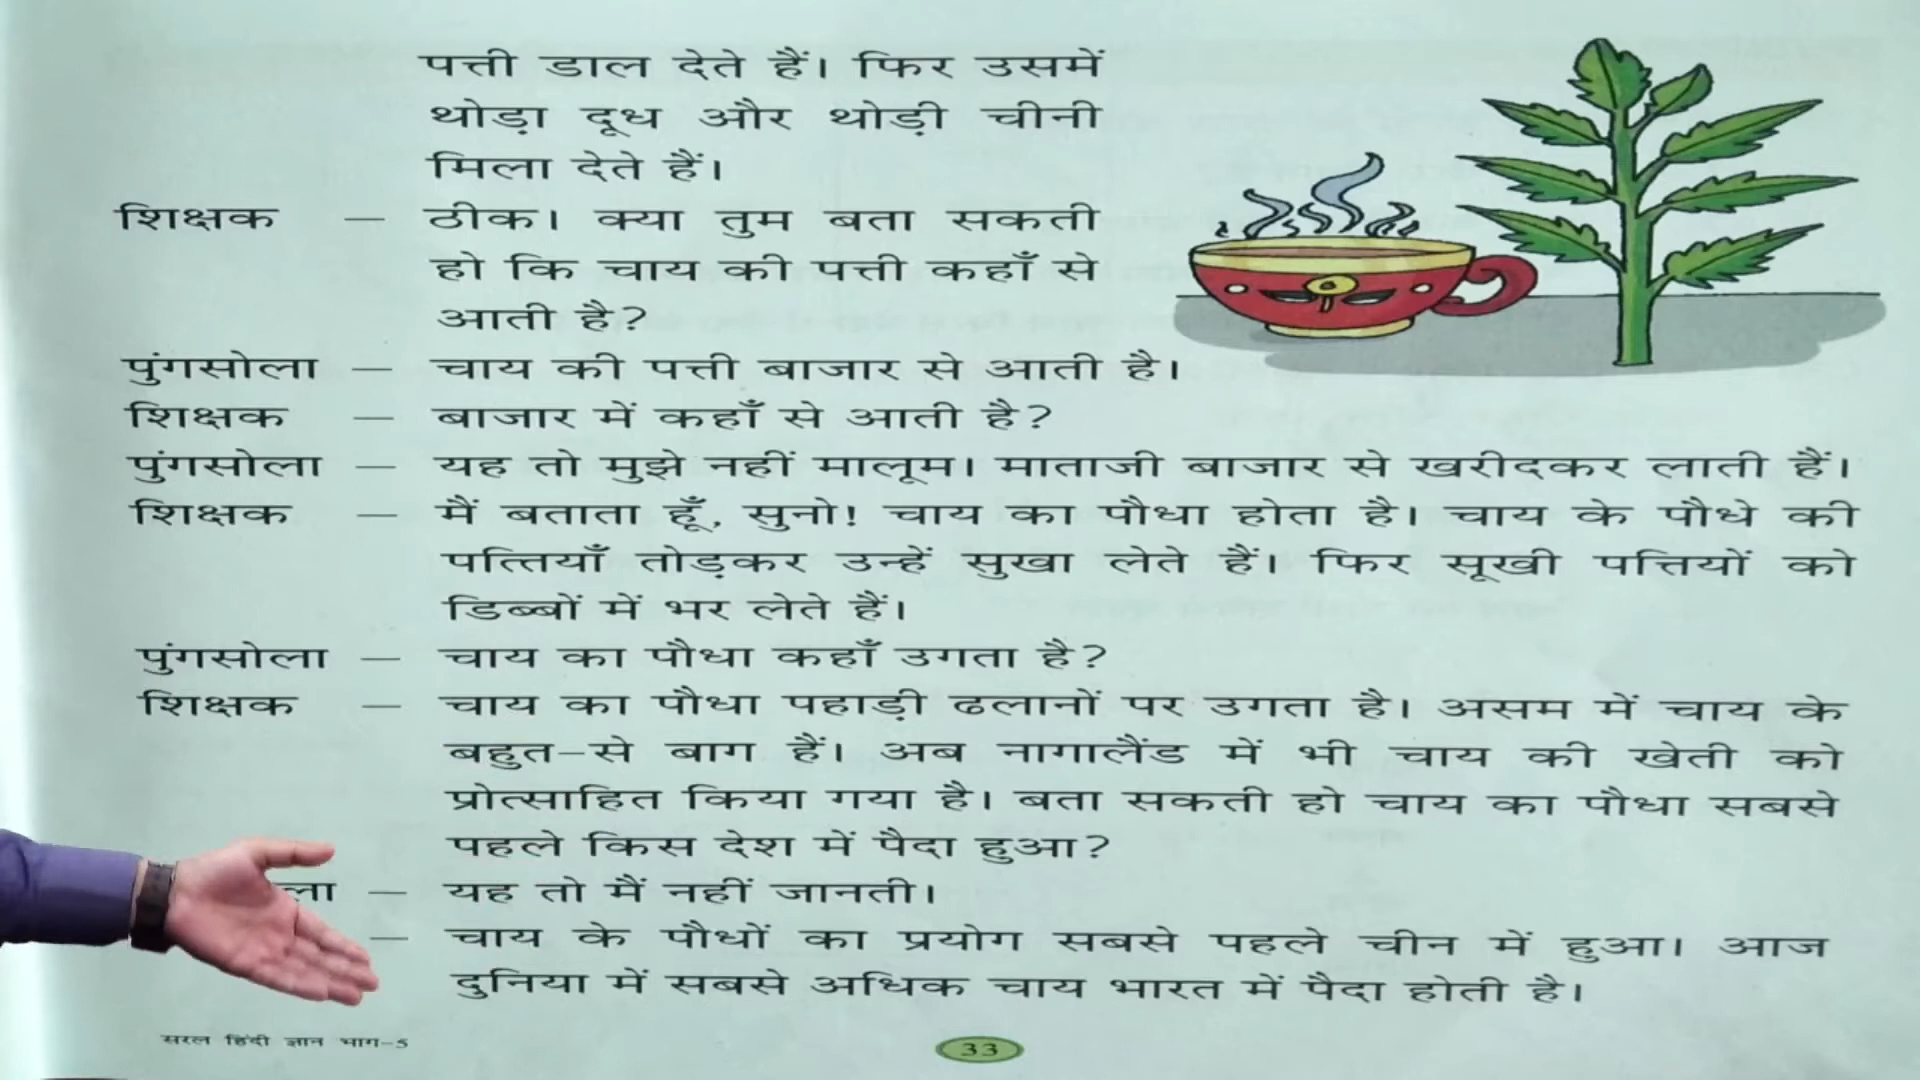 पत्ती डाल देते हैं। फिर उसमें
थोड़ा दूध और थोड़ी चीनी
मिला देते हैं।
शिक्षक – ठीक। क्या तुम बता सकती
हो कि चाय की पत्ती कहाँ से
आती है?
पुंगसोला – चाय की पत्ती बाजार से आती है।
शिक्षक – बाजार में कहाँ से आती है?
पुंगसोला – यह तो मुझे नहीं मालूम। माताजी बाजार से खरीदकर लाती हैं।
शिक्षक – मैं बताता हूँ, सुनो! चाय का पौधा होता है। चाय के पौधे की
पत्तियाँ तोड़कर उन्हें सुखा लेते हैं। फिर सूखी पत्तियों को
डिब्बों में भर लेते हैं।
पुंगसोला – चाय का पौधा कहाँ उगता है?
शिक्षक – चाय का पौधा पहाड़ी ढलानों पर उगता है। असम में चाय के
बहुत–से बाग हैं। अब नागालैंड में भी चाय की खेती को
प्रोत्साहित किया गया है। बता सकती हो चाय का पौधा सबसे
पहले किस देश में पैदा हुआ?
ला – यह तो मैं नहीं जानती।
– चाय के पौधों का प्रयोग सबसे पहले चीन में हुआ। आज
दुनिया में सबसे अधिक चाय भारत में पैदा होती है।
सरल हिंदी ज्ञान भाग–5
33